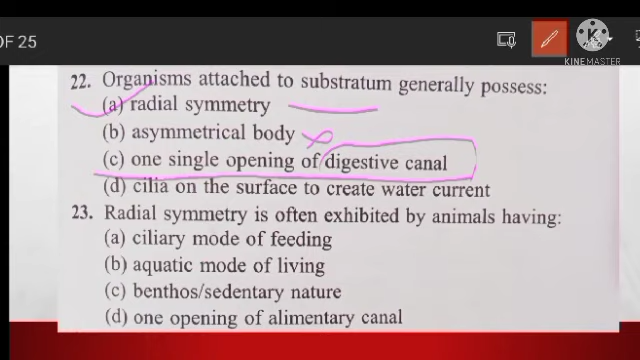 OF 25
KINEMASTER
22. Organisms attached to substratum generally possess:
(a) radial symmetry
(b) asymmetrical body
(c) one single opening of digestive canal
(d) cilia on the surface to create water current
23. Radial symmetry is often exhibited by animals having:
(a) ciliary mode of feeding
(b) aquatic mode of living
(c) benthos/sedentary nature
(d) one opening of alimentary canal